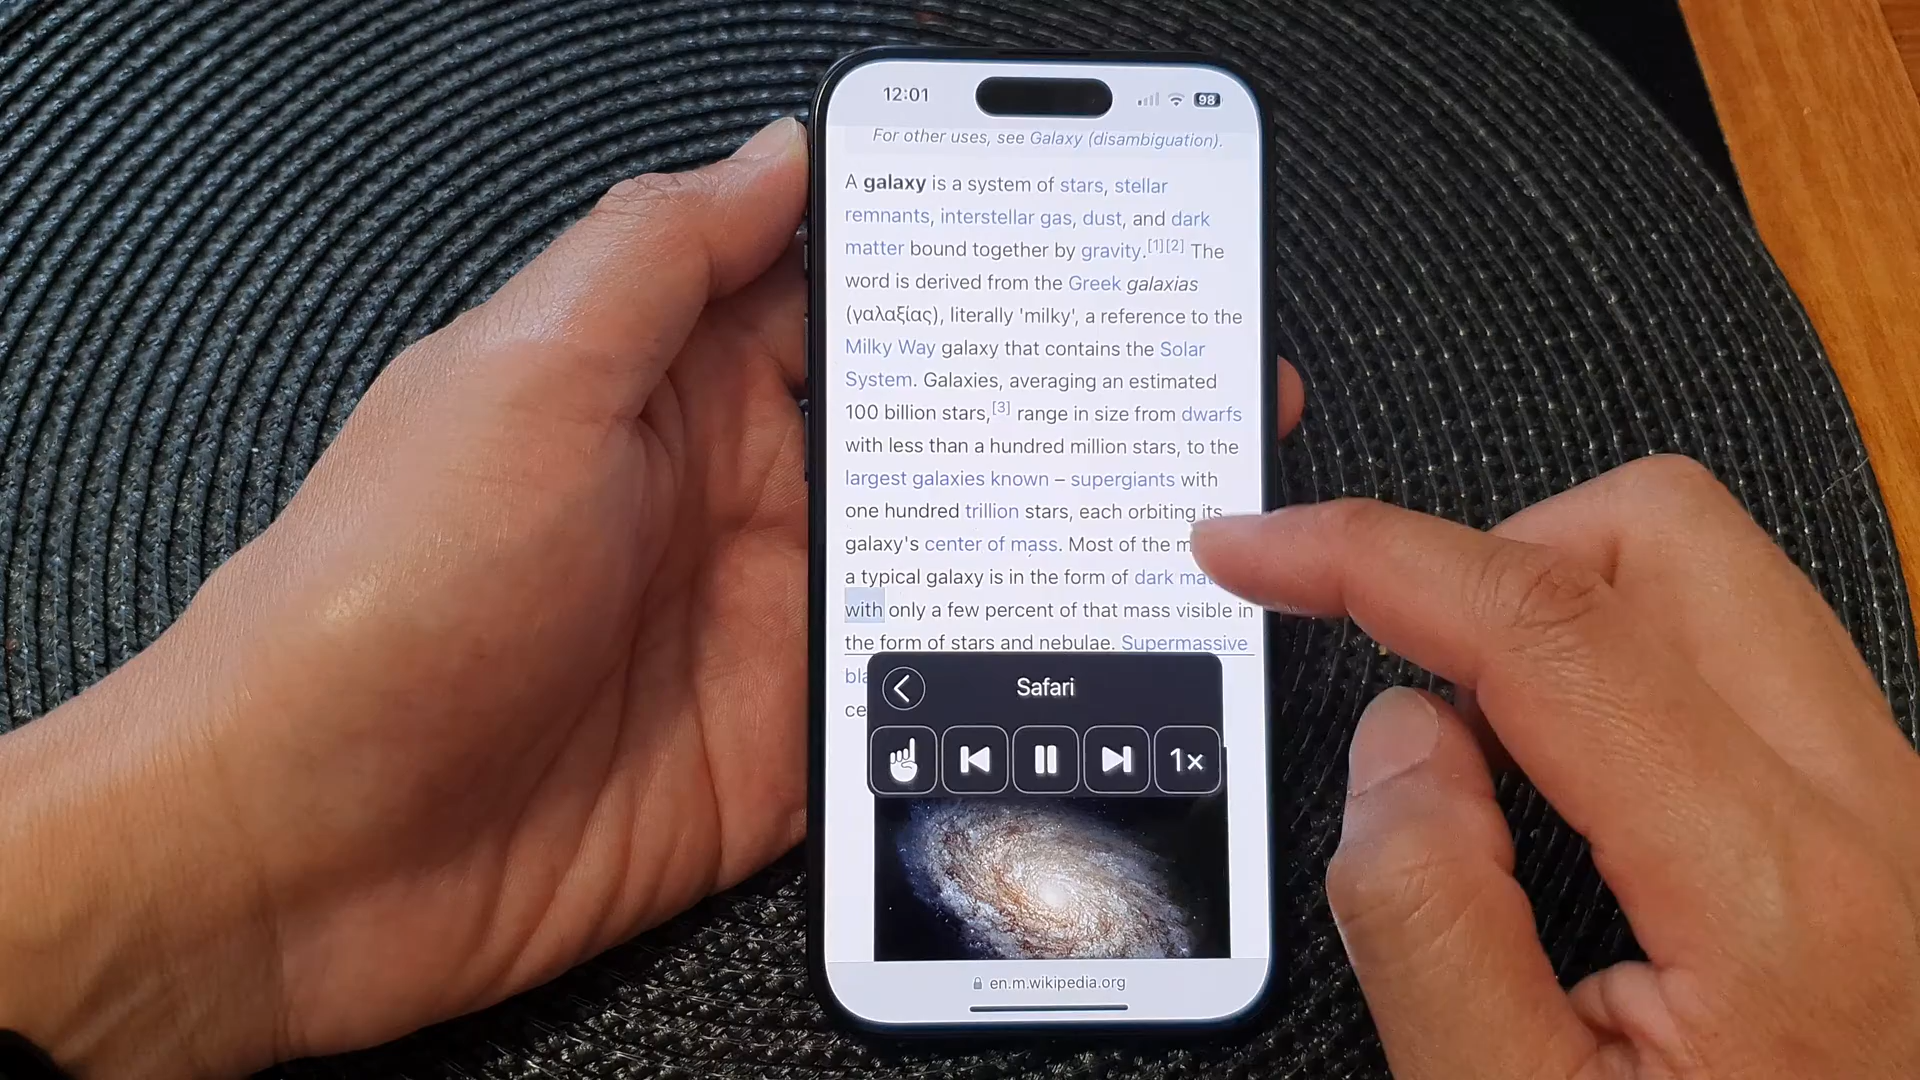 12:01
98
For other uses, see Galaxy (disambiguation).
A galaxy is a system of stars, stellar
remnants, interstellar gas, dust, and dark
matter bound together by gravity.[1][2] The
word is derived from the Greek galaxias
(γαλαξίας), literally 'milky', a reference to the
Milky Way galaxy that contains the Solar
System. Galaxies, averaging an estimated
100 billion stars,[3] range in size from dwarfs
with less than a hundred million stars, to the
largest galaxies known – supergiants with
one hundred trillion stars, each orbiting its
galaxy's center of mass. Most of the
a typical galaxy is in the form of dark
with only a few percent of that mass visible in
the form of stars and nebulae. Supermassive
Safari
1×
en.m.wikipedia.org